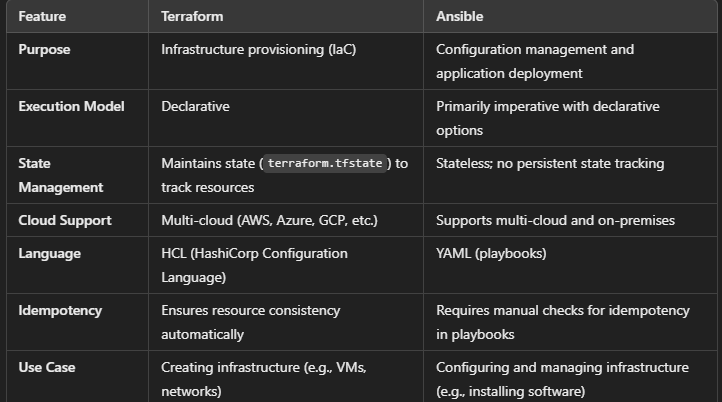 Feature Terraform Ansible
Purpose Infrastructure provisioning (IaC) Configuration management and
application deployment
Execution Model Declarative Primarily imperative with declarative
options
State Maintains state ( terraform.tfstate ) to Stateless; no persistent state tracking
Management track resources
Cloud Support Multi-cloud (AWS, Azure, GCP, etc.) Supports multi-cloud and on-premises
Language HCL (HashiCorp Configuration YAML (playbooks)
Language)
Idempotency Ensures resource consistency Requires manual checks for idempotency
automatically in playbooks
Use Case Creating infrastructure (e.g., VMs, Configuring and managing infrastructure
networks) (e.g., installing software)